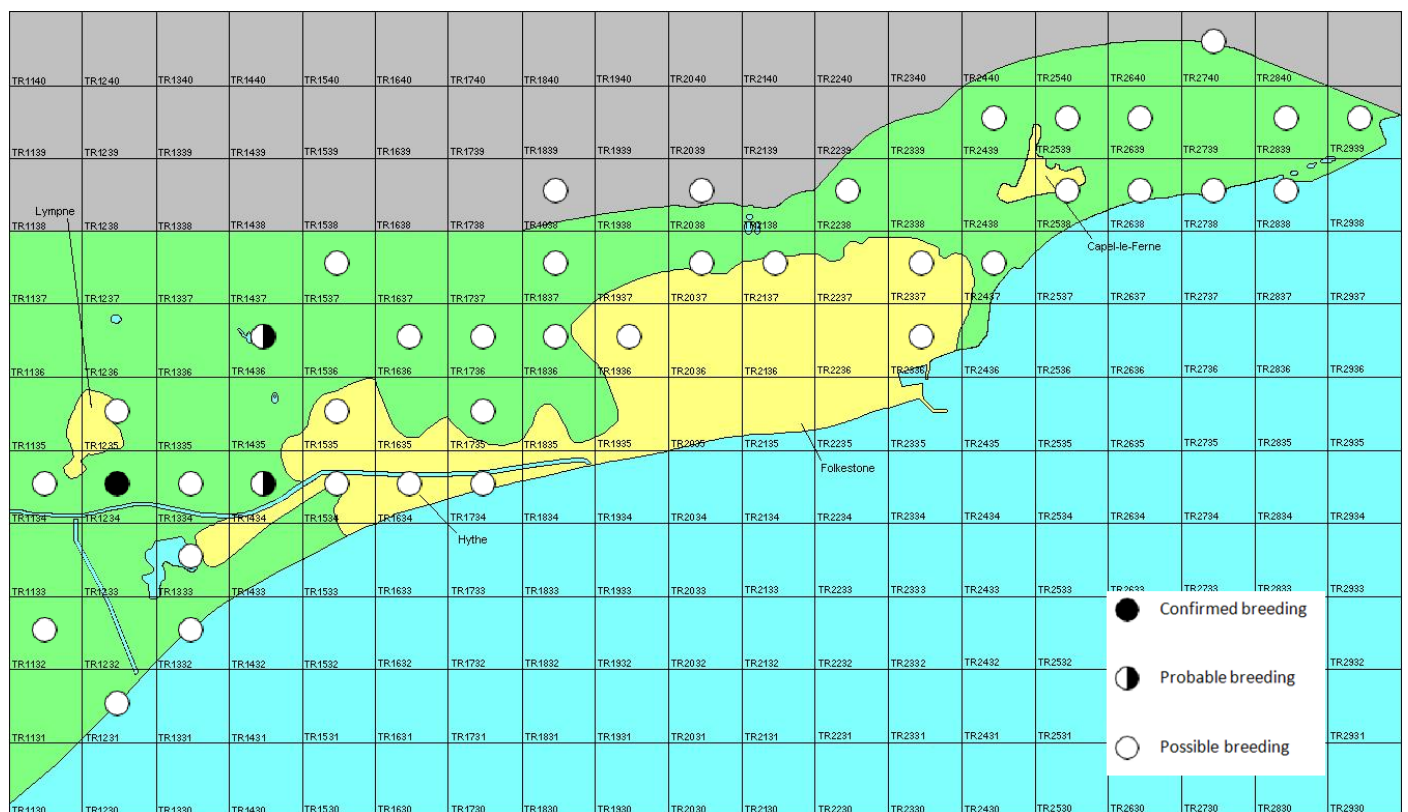 TR1140 TR1240 TR1340 TR1440 TR1540 TR1640 TR1740 TR1840 TR1940 TR2040 TR2140 TR2240 TR2340 TR2440 TR2540 TR2640 TR2740 TR2840
TR1139 TR1239 TR1339 TR1439 TR1539 TR1639 TR1739 TR1839 TR1939 TR2039 TR2139 TR2239 TR2339 TR2439 TR2539 TR2639 TR2739 TR2839 TR2939
Lympne
TR1138 TR1238 TR1338 TR1438 TR1538 TR1638 TR1738 TR4038 TR1938 TR2038 TR2138 TR2238 TR2338 TR2438 TR2538 TR2638 TR2738 TR2838 TR2938
Capel-le-Ferne
TR1137 TR1237 TR1337 TR1437 TR1537 TR1637 TR1737 TR1837 TR1937 TR2037 TR2137 TR2237 TR2337 TR2437 TR2537 TR2637 TR2737 TR2837 TR2937
TR1136 TR1236 TR1336 TR1436 TR1536 TR1636 TR1736 TR1836 TR1936 TR2036 TR2136 TR2236 TR2336 TR2436 TR2536 TR2636 TR2736 TR2836 TR2936
TR1135 TR1235 TR1335 TR1435 TR1535 TR1635 TR1735 TR1835 TR1935 TR2035 TR2135 TR2235 TR2335 TR2435 TR2535 TR2635 TR2735 TR2835 TR2935
Folkestone
TR1134 TR1234 TR1334 TR1434 TR1534 TR1634 TR1734 TR1834 TR1934 TR2034 TR2134 TR2234 TR2334 TR2434 TR2534 TR2634 TR2734 TR2834 TR2934
Hythe
TR1133 TR1233 TR1333 TR1433 TR1533 TR1633 TR1733 TR1833 TR1933 TR2033 TR2133 TR2233 TR2333 TR2433 TR2533 TR2633 TR2733 TR2833 TR2933
Confirmed breeding
TR1132 TR1232 TR1332 TR1432 TR1532 TR1632 TR1732 TR1832 TR1932 TR2032 TR2132 TR2232 TR2332 TR2432 TR2532 TR2932
Probable breeding
TR1131 TR1231 TR1331 TR1431 TR1531 TR1631 TR1731 TR1831 TR1931 TR2031 TR2131 TR2231 TR2331 TR2431 TR2531 TR2931
Possible breeding
TR1130 TR1230 TR1330 TR1430 TR1530 TR1630 TR1730 TR1830 TR1930 TR2030 TR2130 TR2230 TR2330 TR2430 TR2530 TR2630 TR2730 TR2830 TR2930